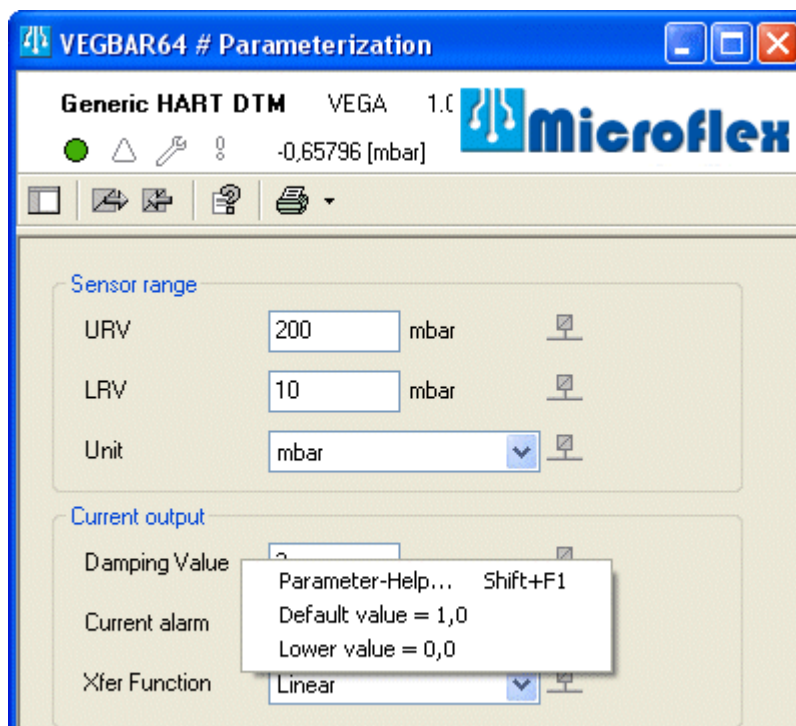 VEGBAR64 # Parameterization
Generic HART DTM VEGA 1.0
-0,65796 [mbar]
Microflex
Sensor range
URV 200 mbar
LRV 10 mbar
Unit mbar
Current output
Damping Value
Parameter-Help... Shift+F1
Default value = 1,0
Current alarm
Lower value = 0,0
Xfer Function Linear